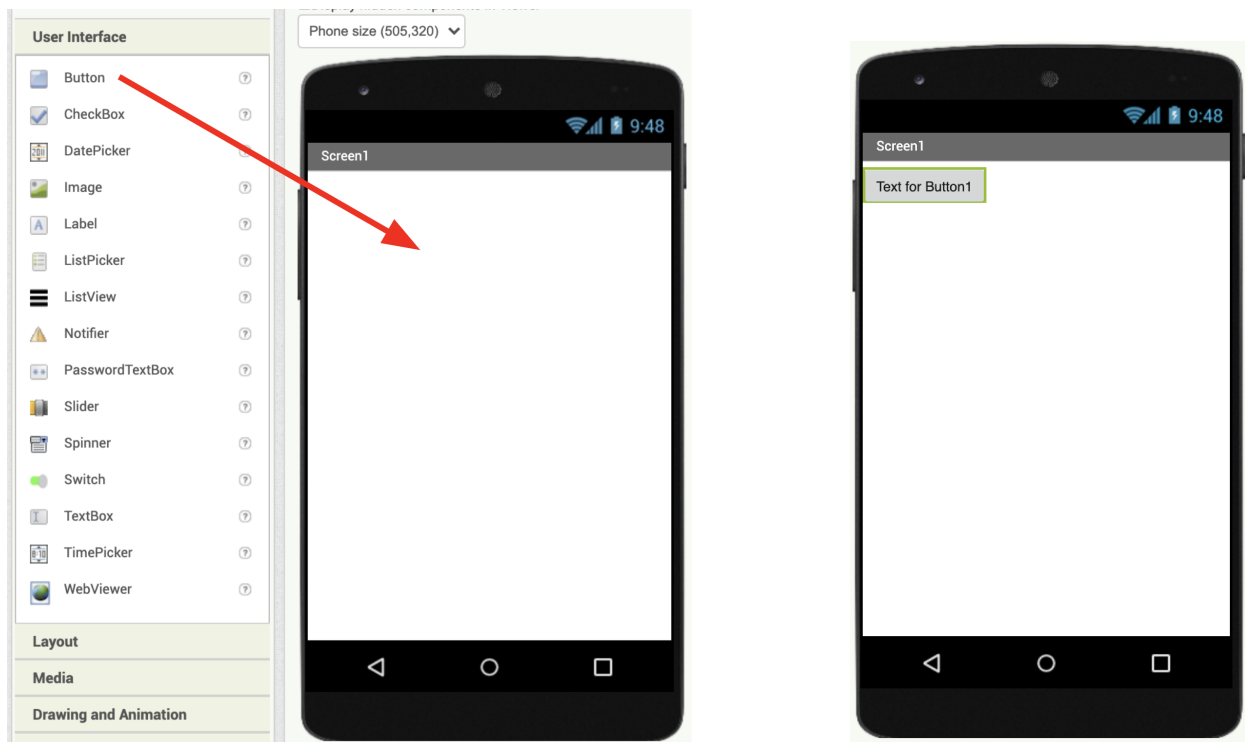 User Interface
Button
CheckBox
DatePicker
Image
Label
ListPicker
ListView
Notifier
PasswordTextBox
Slider
Spinner
Switch
TextBox
TimePicker
WebViewer
Layout
Media
Drawing and Animation
Phone size (505,320)
9:48
Screen1
9:48
Screen1
Text for Button1